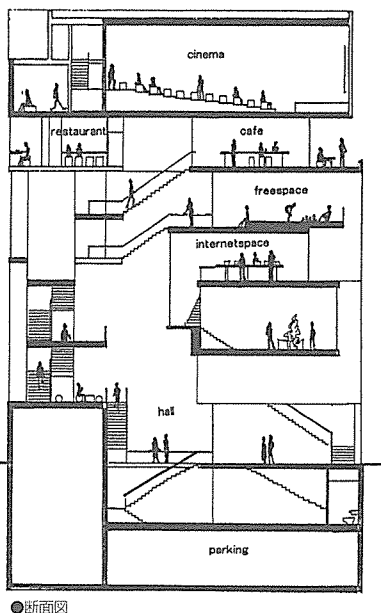 cinema
restaurant
cafe
freespace
internetspace
hall
parking
●断面図